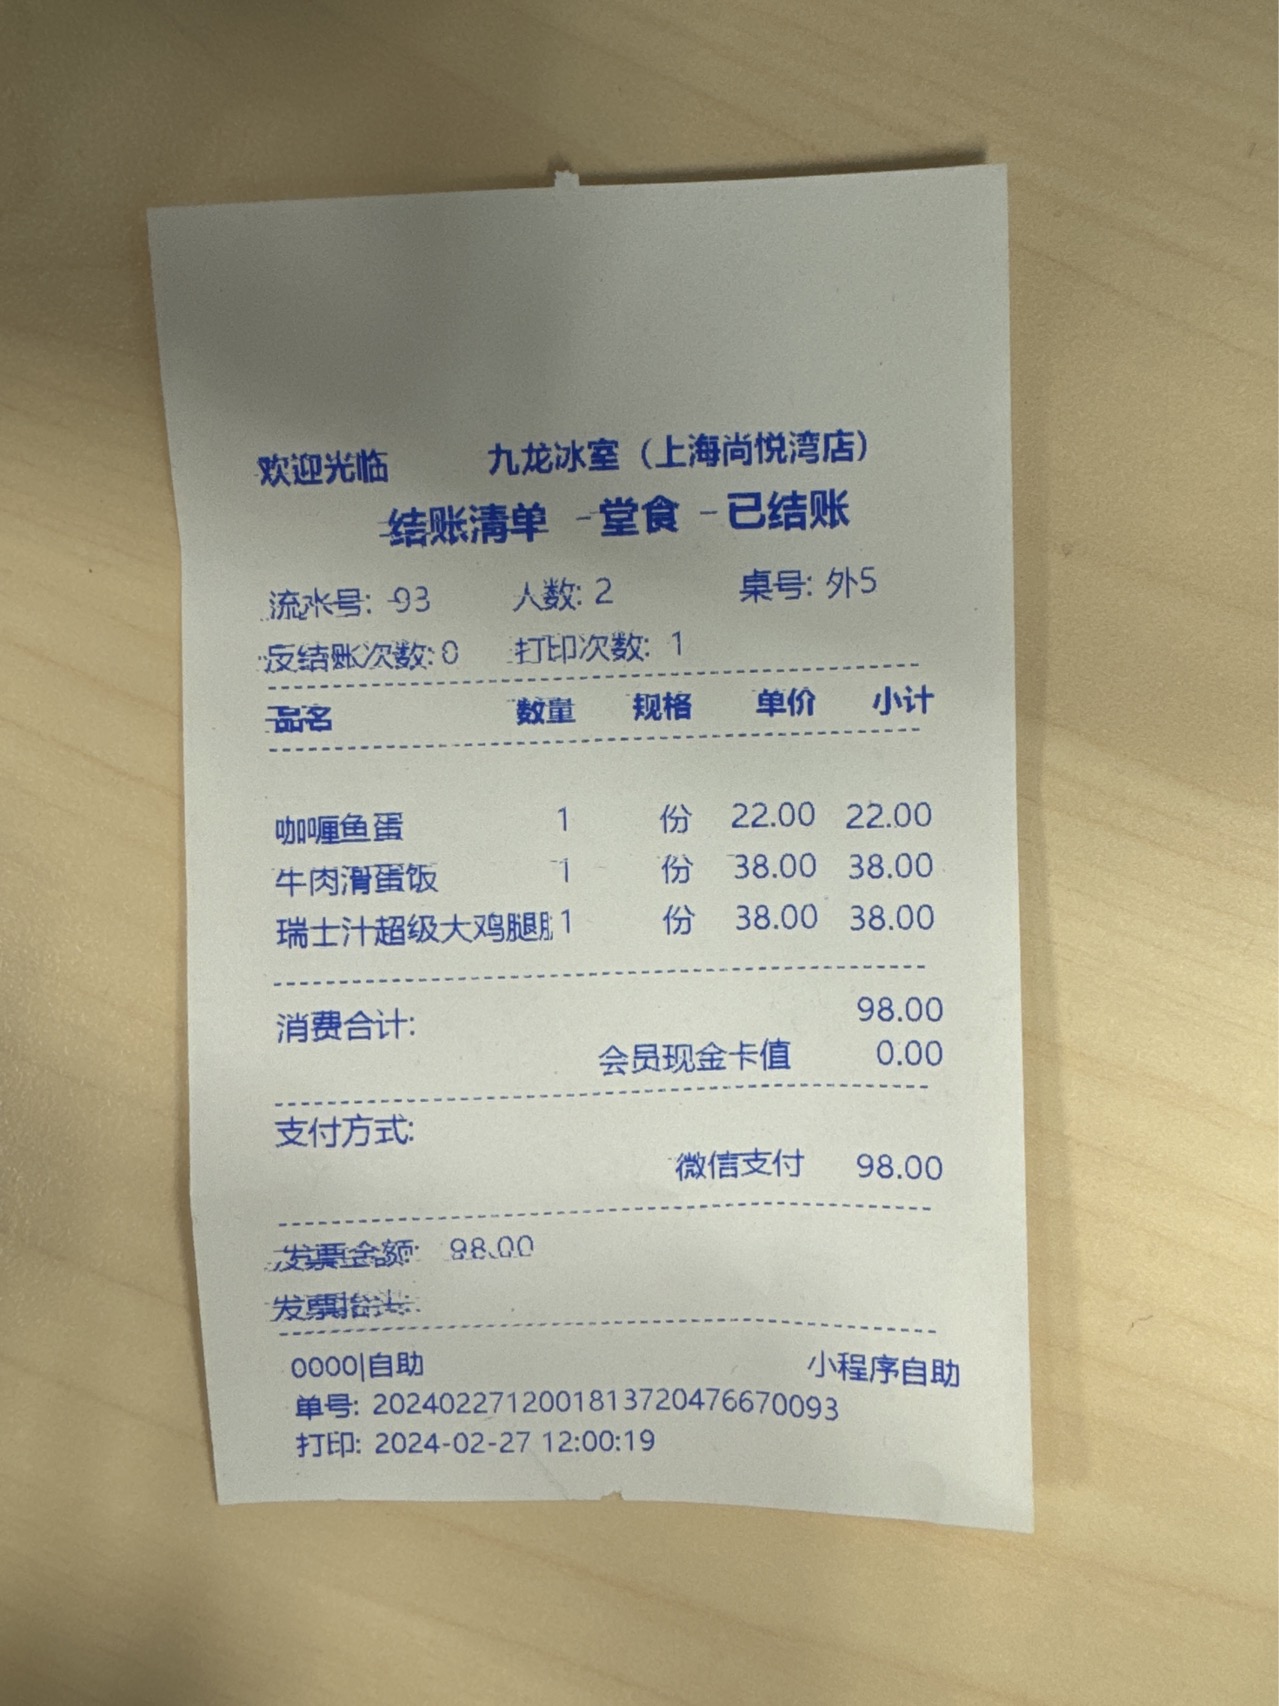 欢迎光临 九龙冰室（上海尚悦湾店）
结账清单 -堂食 -已结账
流水号: 93 人数: 2 桌号: 外5
反结账次数: 0 打印次数: 1
品名 数量 规格 单价 小计
咖喱鱼蛋 1 份 22.00 22.00
牛肉滑蛋饭 1 份 38.00 38.00
瑞士汁超级大鸡腿 1 份 38.00 38.00
消费合计: 98.00
会员现金卡值 0.00
支付方式:
微信支付 98.00
发票金额: 98.00
发票抬头:
0000|自助 小程序自助
单号: 2024022712001813720476670093
打印: 2024-02-27 12:00:19